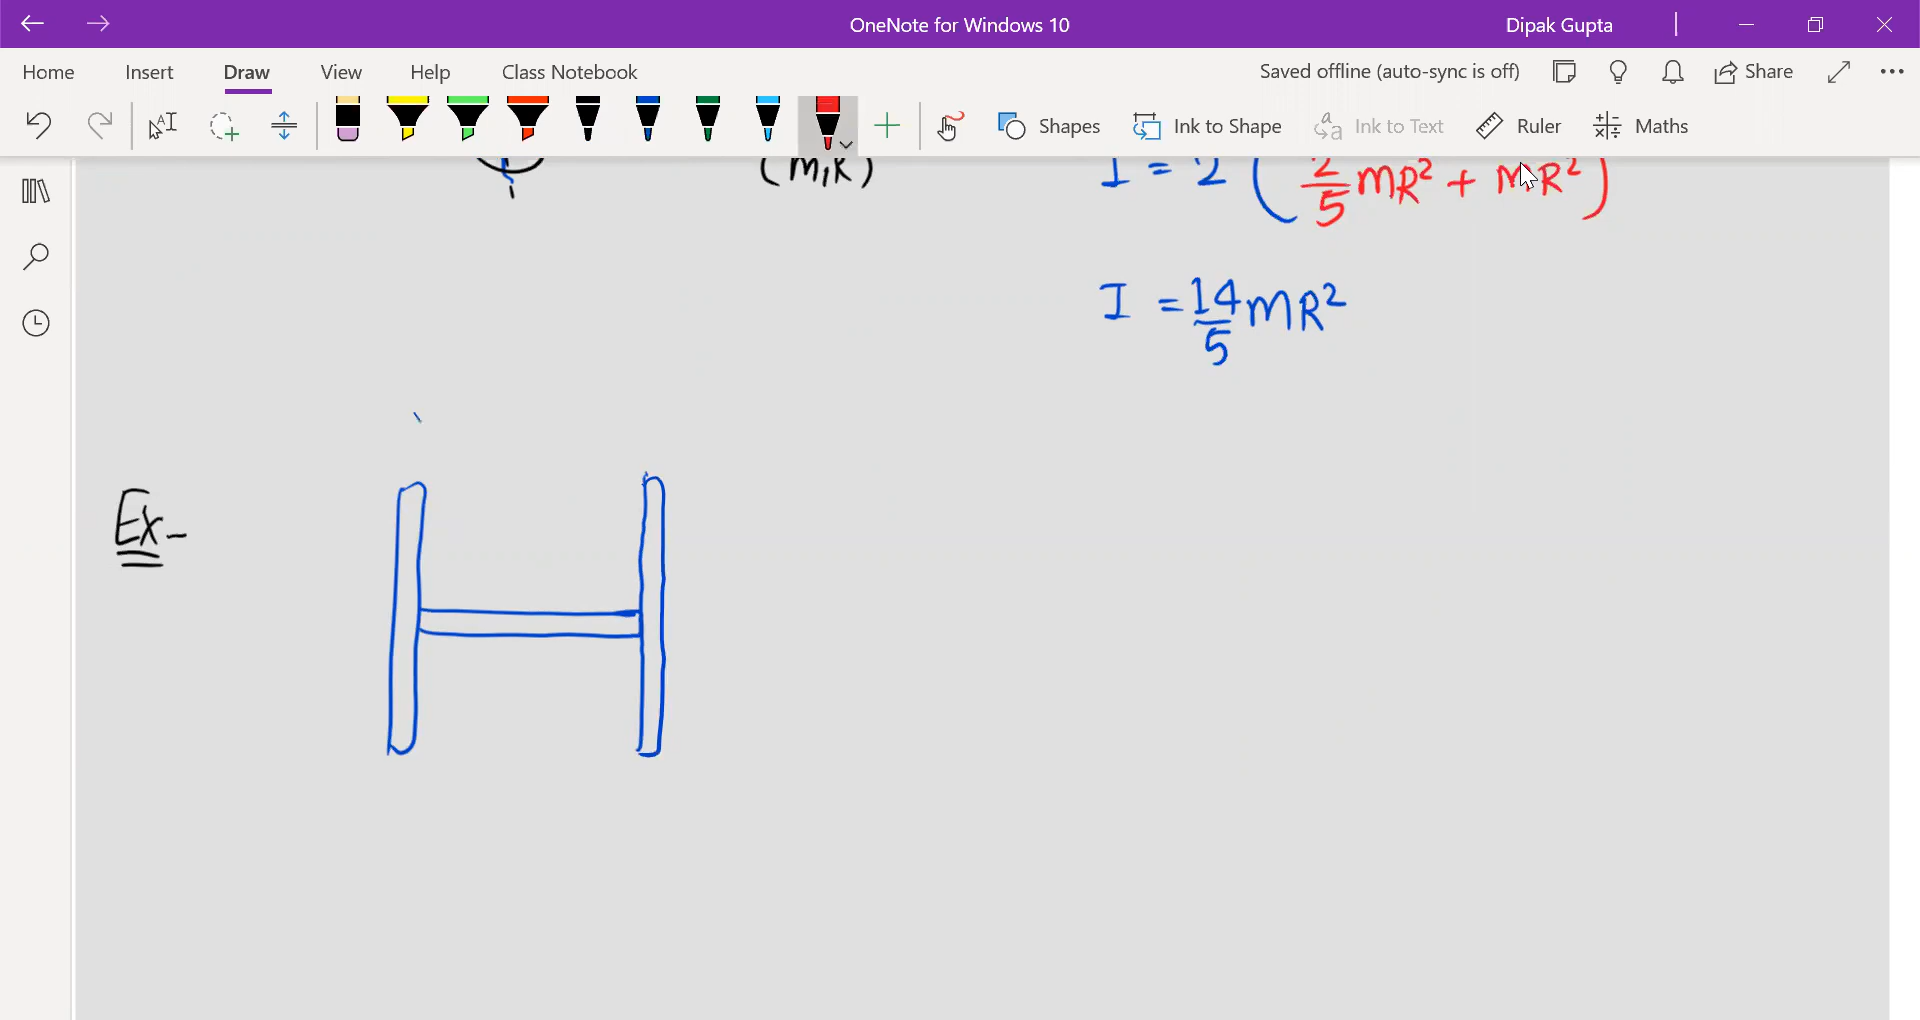 OneNote for Windows 10
Dipak Gupta
Home Insert Draw View Help Class Notebook
Saved offline (auto-sync is off)
Share
Shapes
Ink to Shape
Ink to Text
Ruler
Maths
(M,R)
I = 2 ( 2/5 MR² + MR² )
I = 14/5 MR²
Ex-